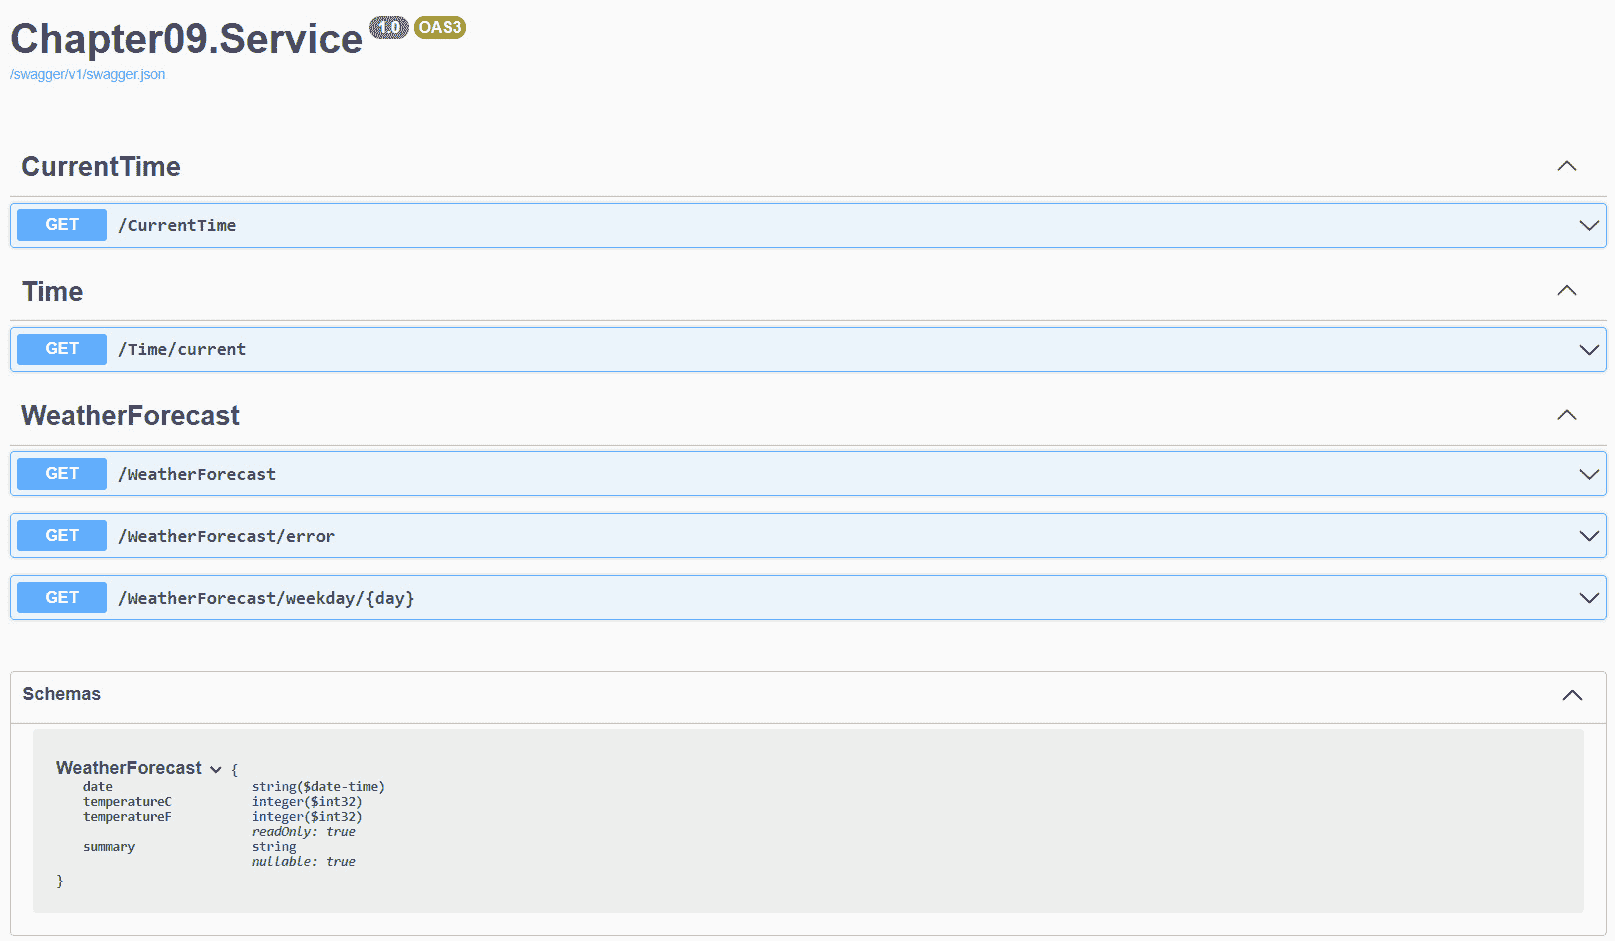 Chapter09.Service 1.0 OAS3
/swagger/v1/swagger.json
CurrentTime
GET /CurrentTime
Time
GET /Time/current
WeatherForecast
GET /WeatherForecast
GET /WeatherForecast/error
GET /WeatherForecast/weekday/{day}
Schemas
WeatherForecast {
date string($date-time)
temperatureC integer($int32)
temperatureF integer($int32)
readOnly: true
summary string
nullable: true
}